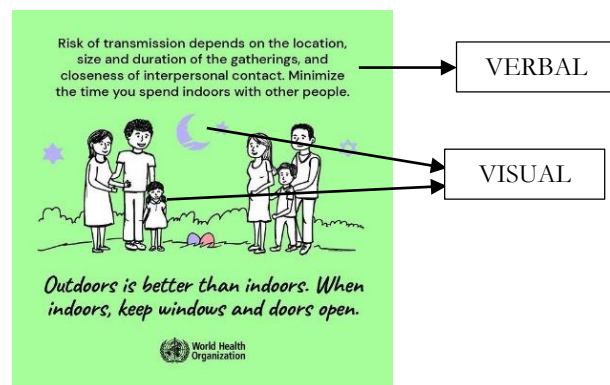 Risk of transmission depends on the location,
size and duration of the gatherings, and
closeness of interpersonal contact. Minimize
the time you spend indoors with other people.
VERBAL
VISUAL
Outdoors is better than indoors. When
indoors, keep windows and doors open.
World Health
Organization